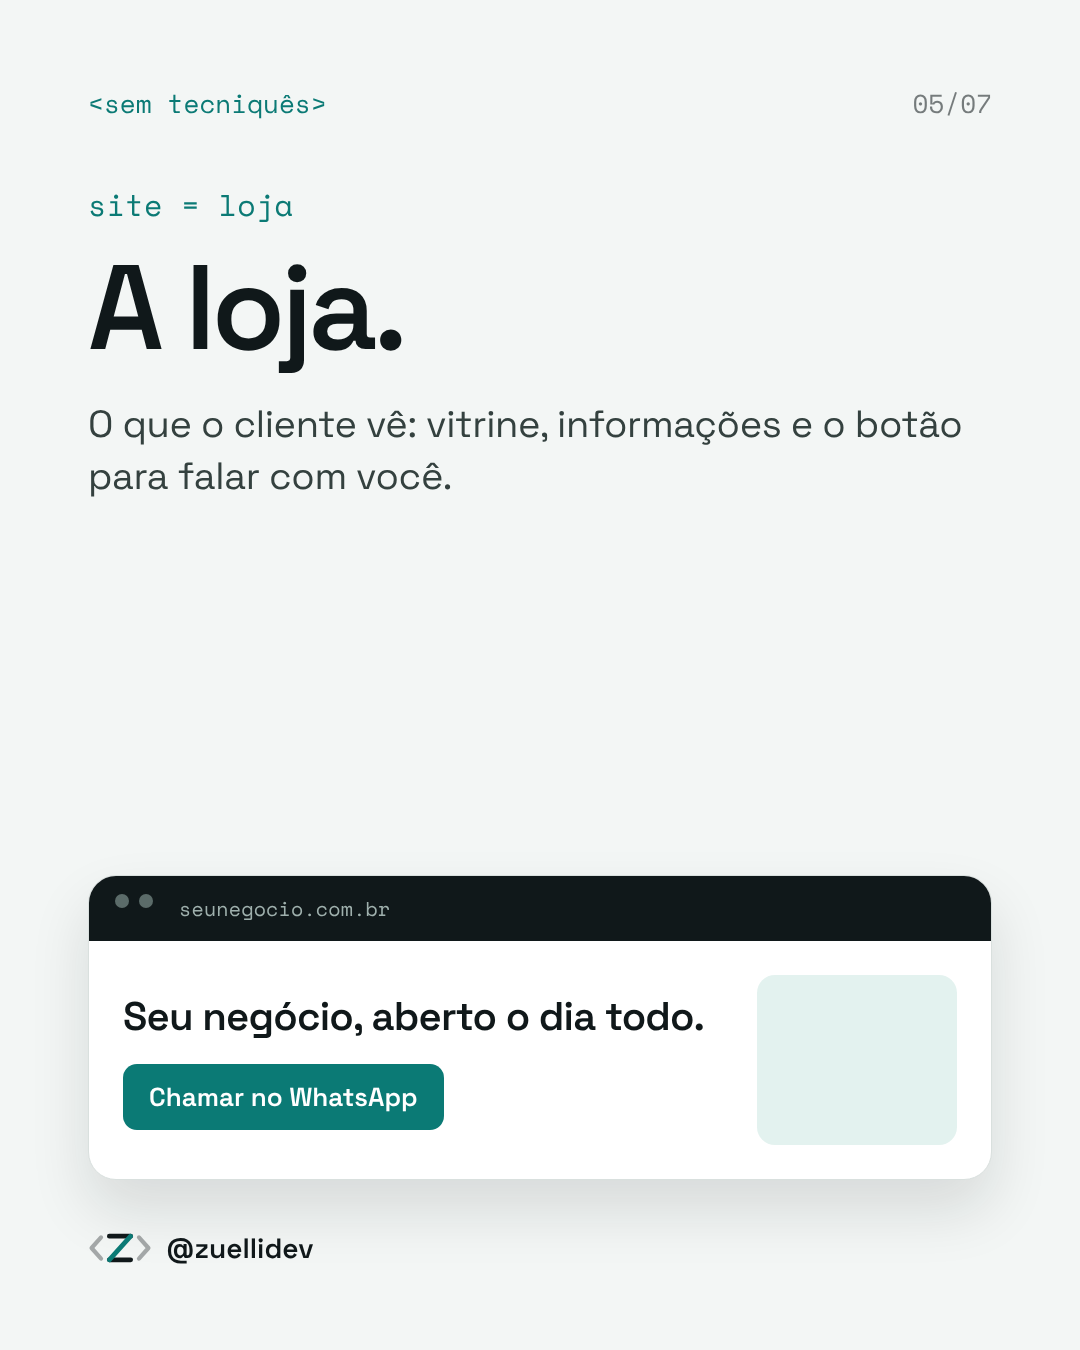 <sem tecniquês>
05/07
site = loja
A loja.
O que o cliente vê: vitrine, informações e o botão
para falar com você.
seunegocio.com.br
Seu negócio, aberto o dia todo.
Chamar no WhatsApp
<Z> @zuellidev